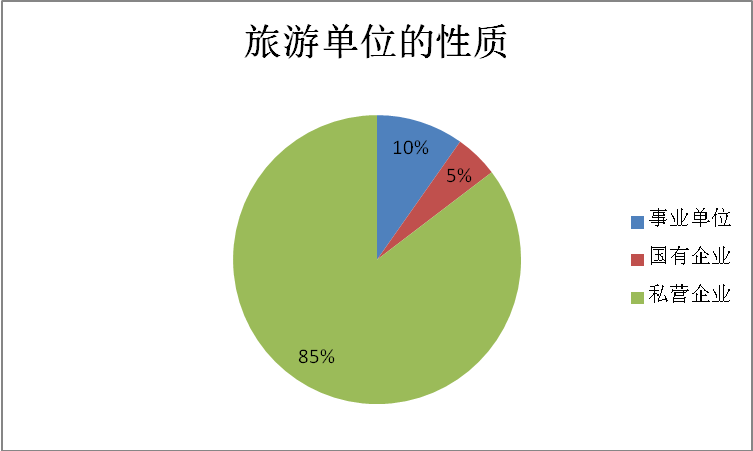 旅游单位的性质
10%
5%
85%
事业单位
国有企业
私营企业